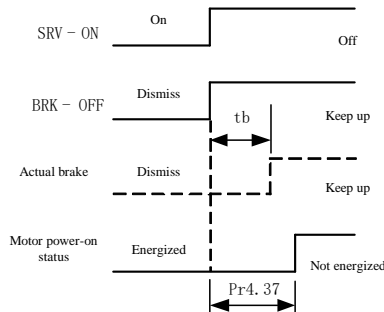 SRV-ON
On
Off
BRK-OFF
Dismiss
Keep up
tb
Actual brake
Dismiss
Keep up
Motor power-on
status
Energized
Not energized
Pr4.37